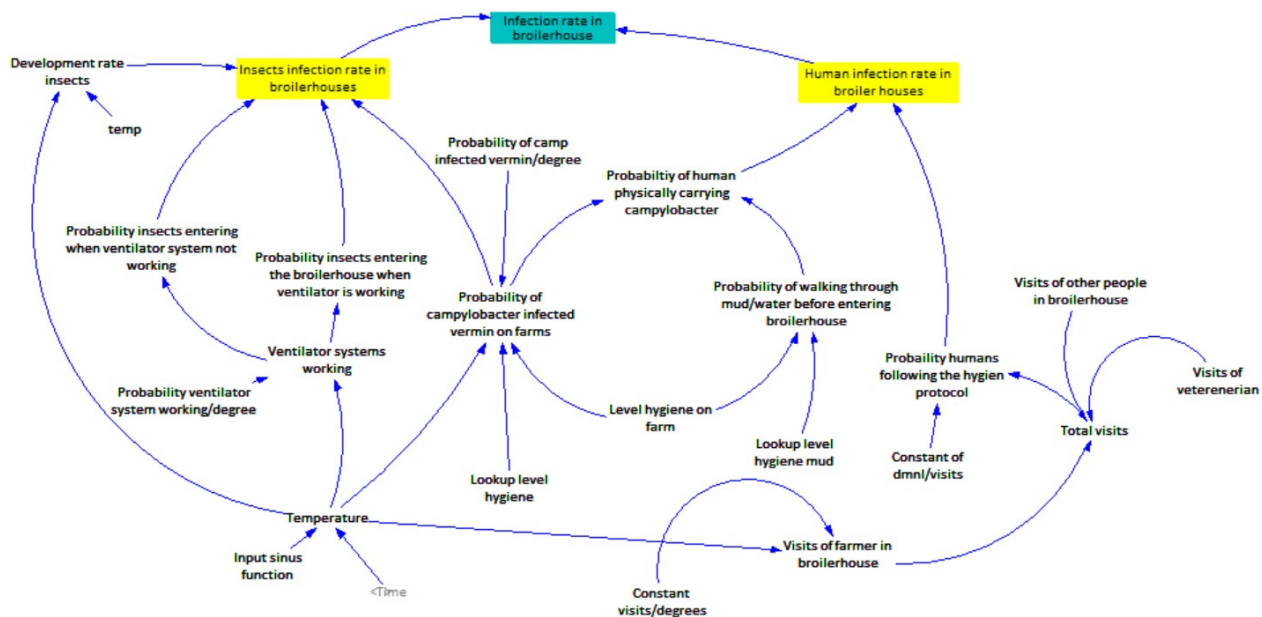 Infection rate in
broilerhouse
Development rate
insects
Insects infection rate in
broilerhouses
Human infection rate in
broiler houses
temp
Probability of camp
infected vermin/degree
Probabiltiy of human
physically carrying
campylobacter
Probability insects entering
when ventilator system not
working
Probability insects entering
the broilerhouse when
ventilator is working
Probability of
campylobacter infected
vermin on farms
Probability of walking through
mud/water before entering
broilerhouse
Visits of other people
in broilerhouse
Ventilator systems
working
Probaility humans
following the hygien
protocol
Visits of
veterenerian
Probability ventilator
system working/degree
Level hygiene on
farm
Total visits
Lookup level
hygiene mud
Constant of
dmnl/visits
Lookup level
hygiene
Temperature
Input sinus
function
Visits of farmer in
broilerhouse
<Time
Constant
visits/degrees